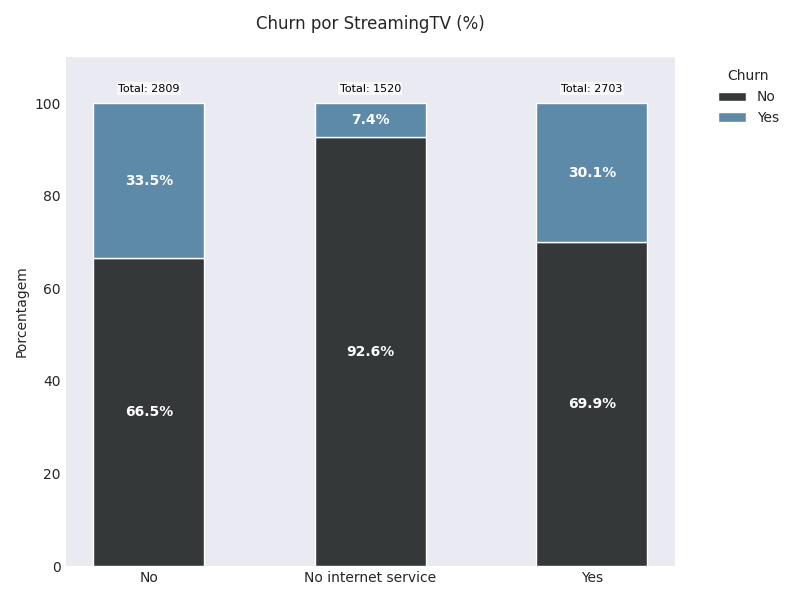 Churn por StreamingTV (%)
Churn
No
Yes
Total: 2809
Total: 1520
Total: 2703
100
80
60
40
20
0
Porcentagem
33.5%
7.4%
30.1%
66.5%
92.6%
69.9%
No
No internet service
Yes